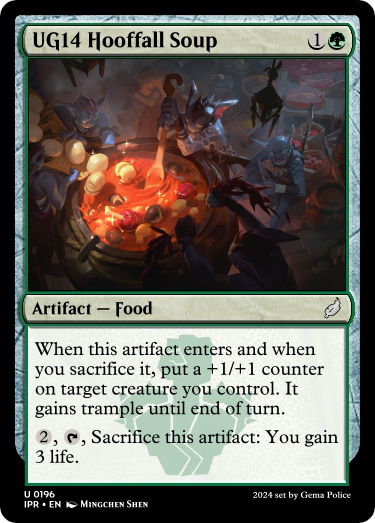 UG14 Hooffall Soup 1
Artifact — Food
When this artifact enters and when
you sacrifice it, put a +1/+1 counter
on target creature you control. It
gains trample until end of turn.
2, , Sacrifice this artifact: You gain
3 life.
U 0196
IPR • EN Mingchen Shen
2024 set by Gema Police